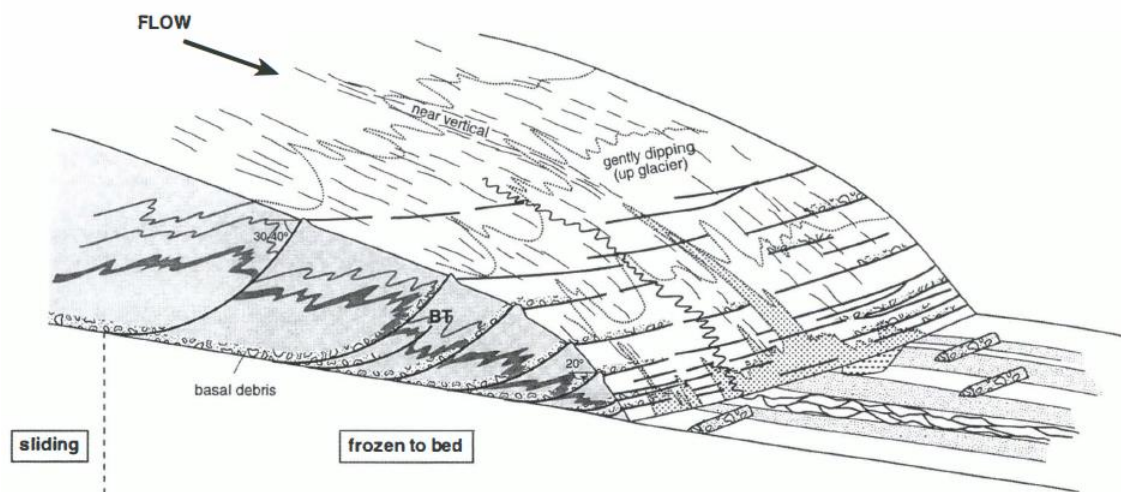 FLOW
near vertical
gently dipping
(up glacier)
30-40°
BT
20°
basal debris
sliding
frozen to bed